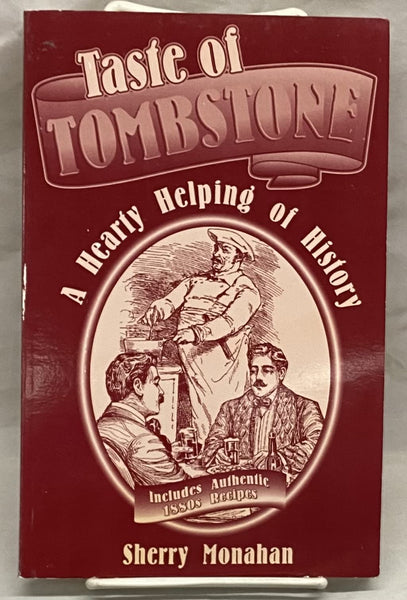 Taste of
TOMBSTONE
A Hearty Helping of History
Includes Authentic
1880s Recipes
Sherry Monahan